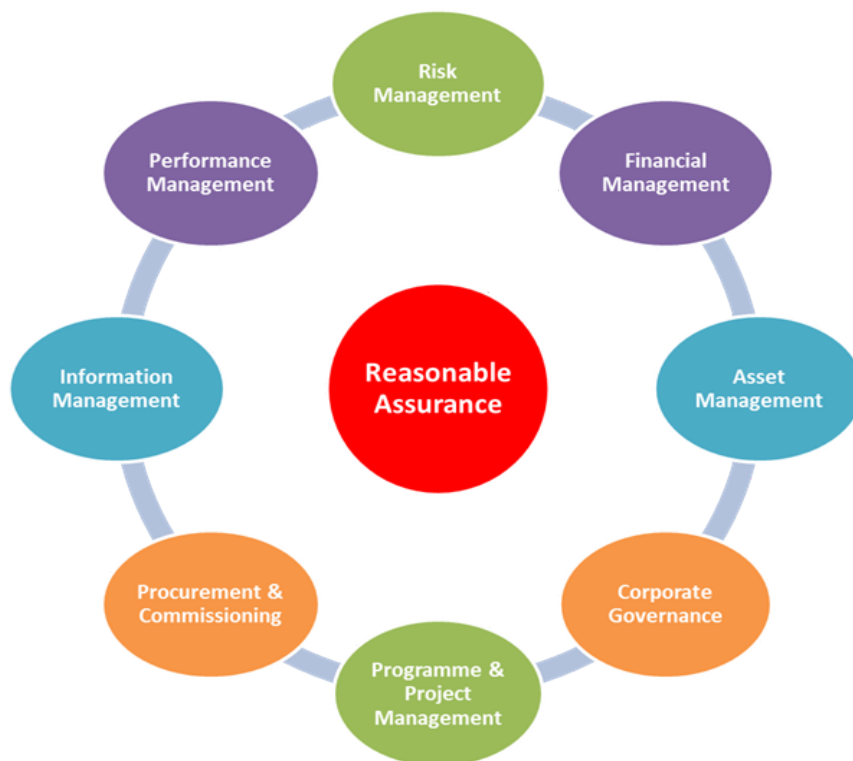 Risk
Management
Financial
Management
Asset
Management
Corporate
Governance
Programme &
Project
Management
Procurement &
Commissioning
Information
Management
Performance
Management
Reasonable
Assurance